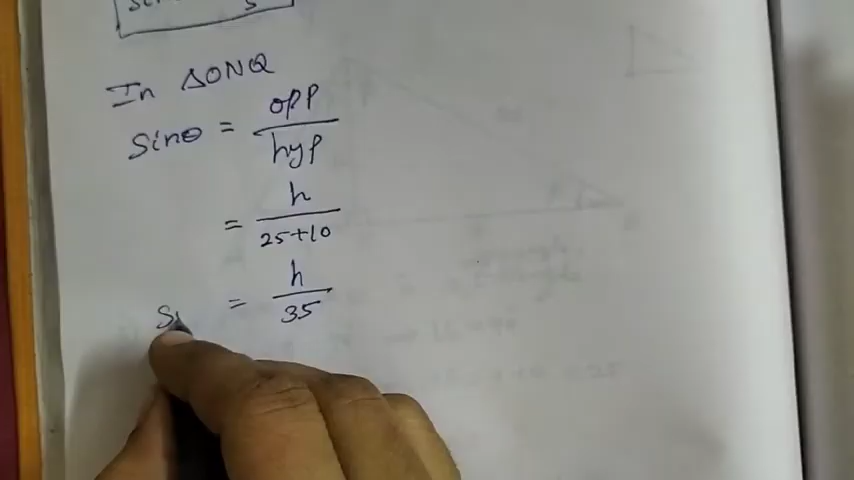 In ΔONQ
Sinθ = opp / hyp
= h / 25+10
S = h / 35